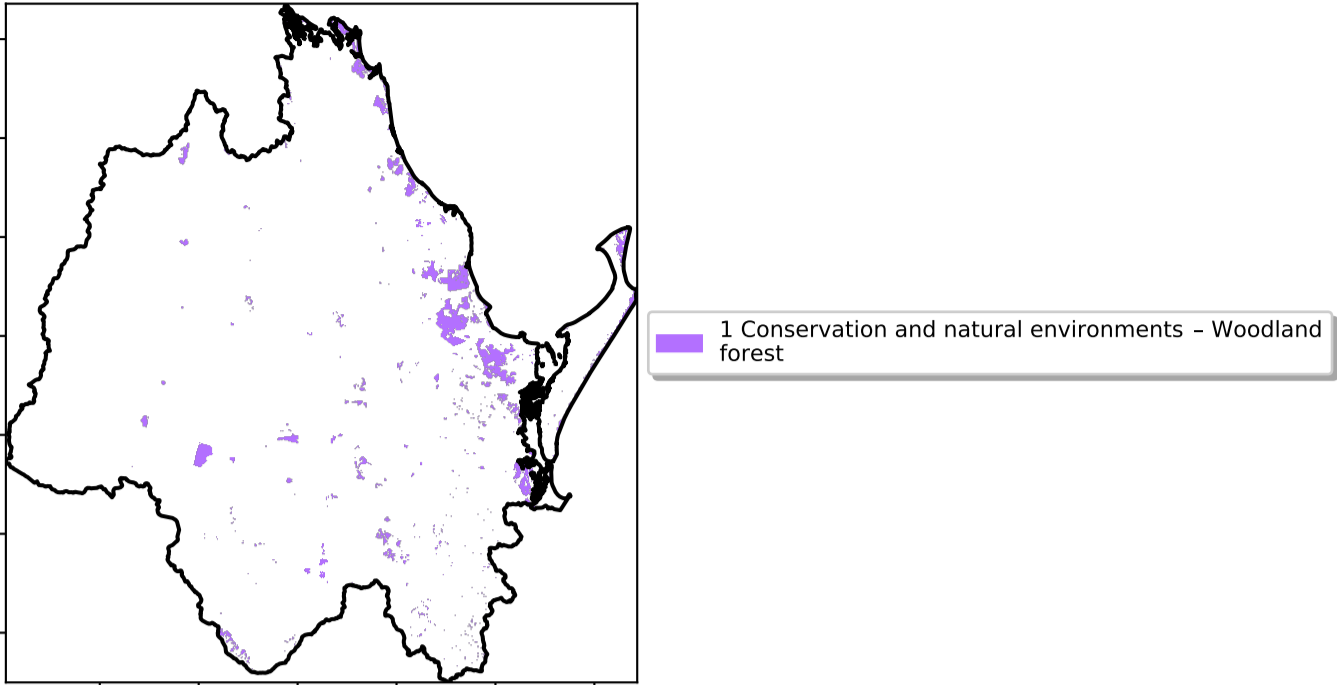 1 Conservation and natural environments – Woodland
forest